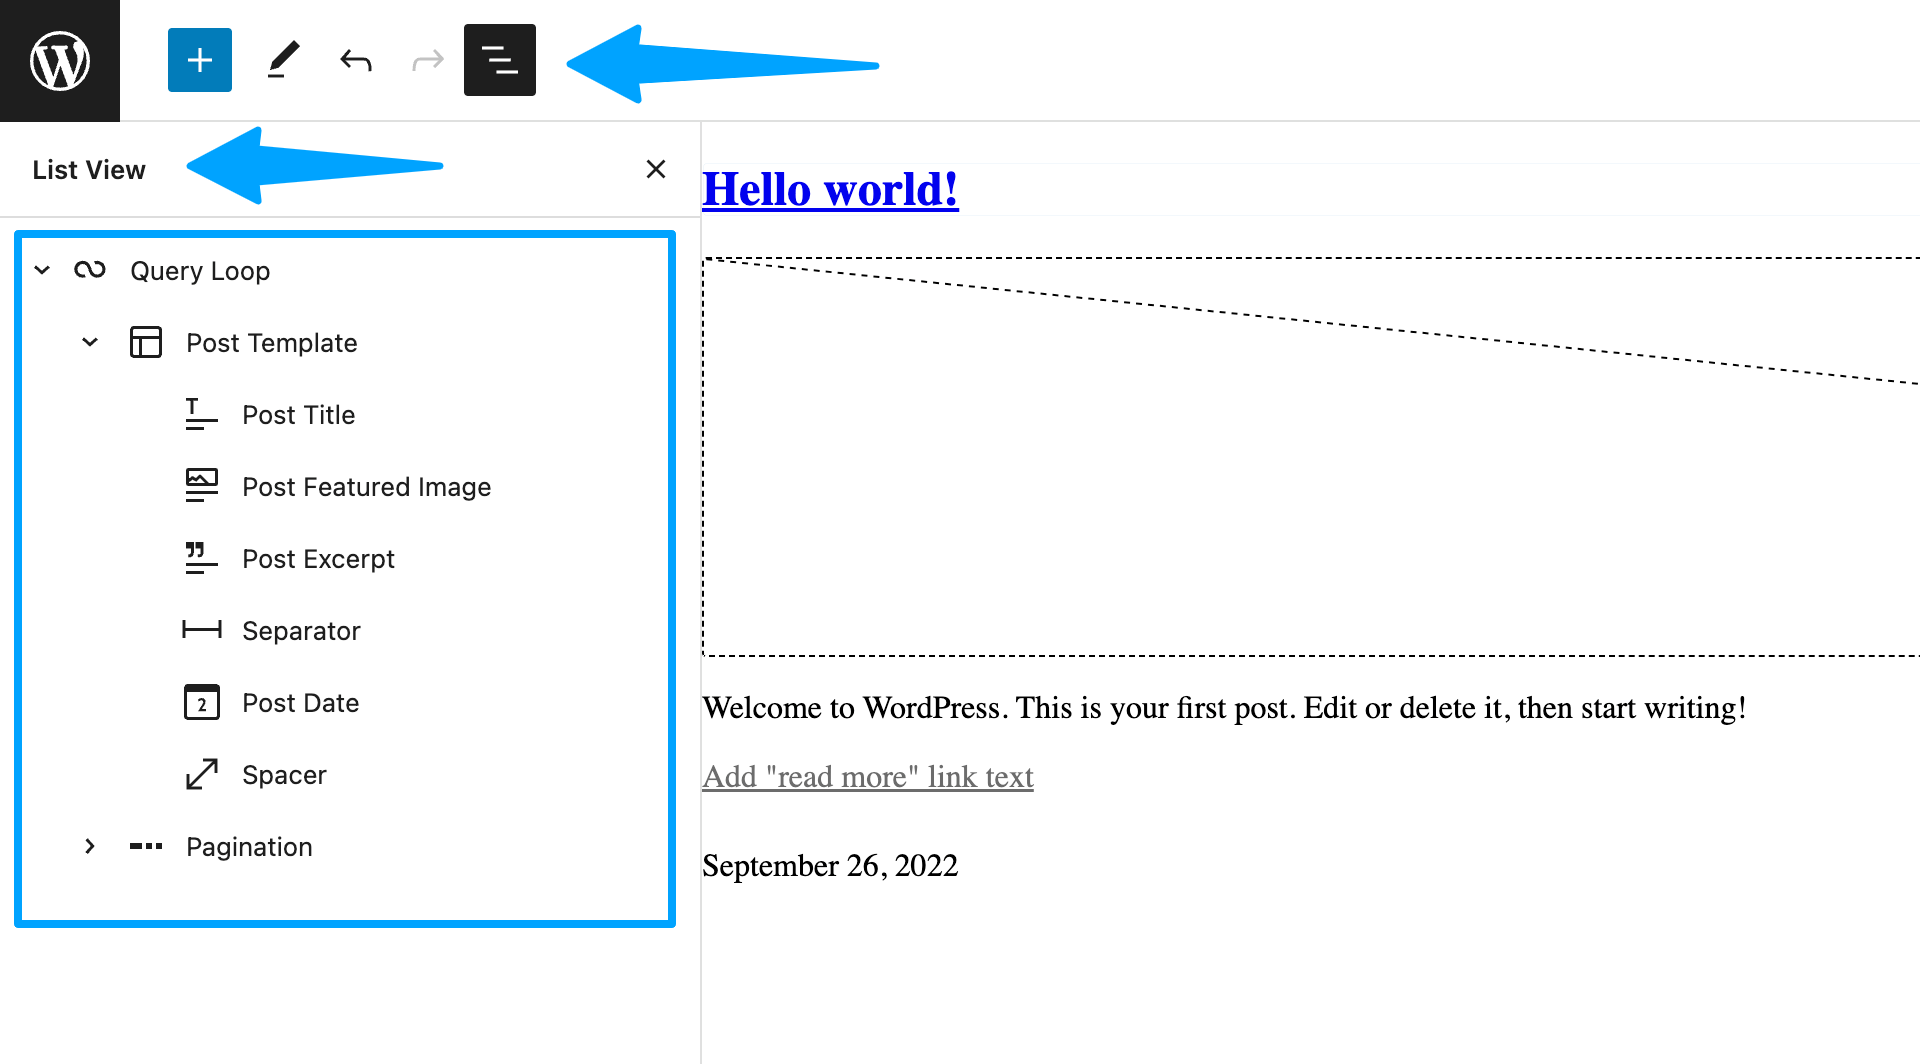 List View
Query Loop
Post Template
Post Title
Post Featured Image
Post Excerpt
Separator
2 Post Date
Spacer
Pagination
Hello world!
Welcome to WordPress. This is your first post. Edit or delete it, then start writing!
Add "read more" link text
September 26, 2022